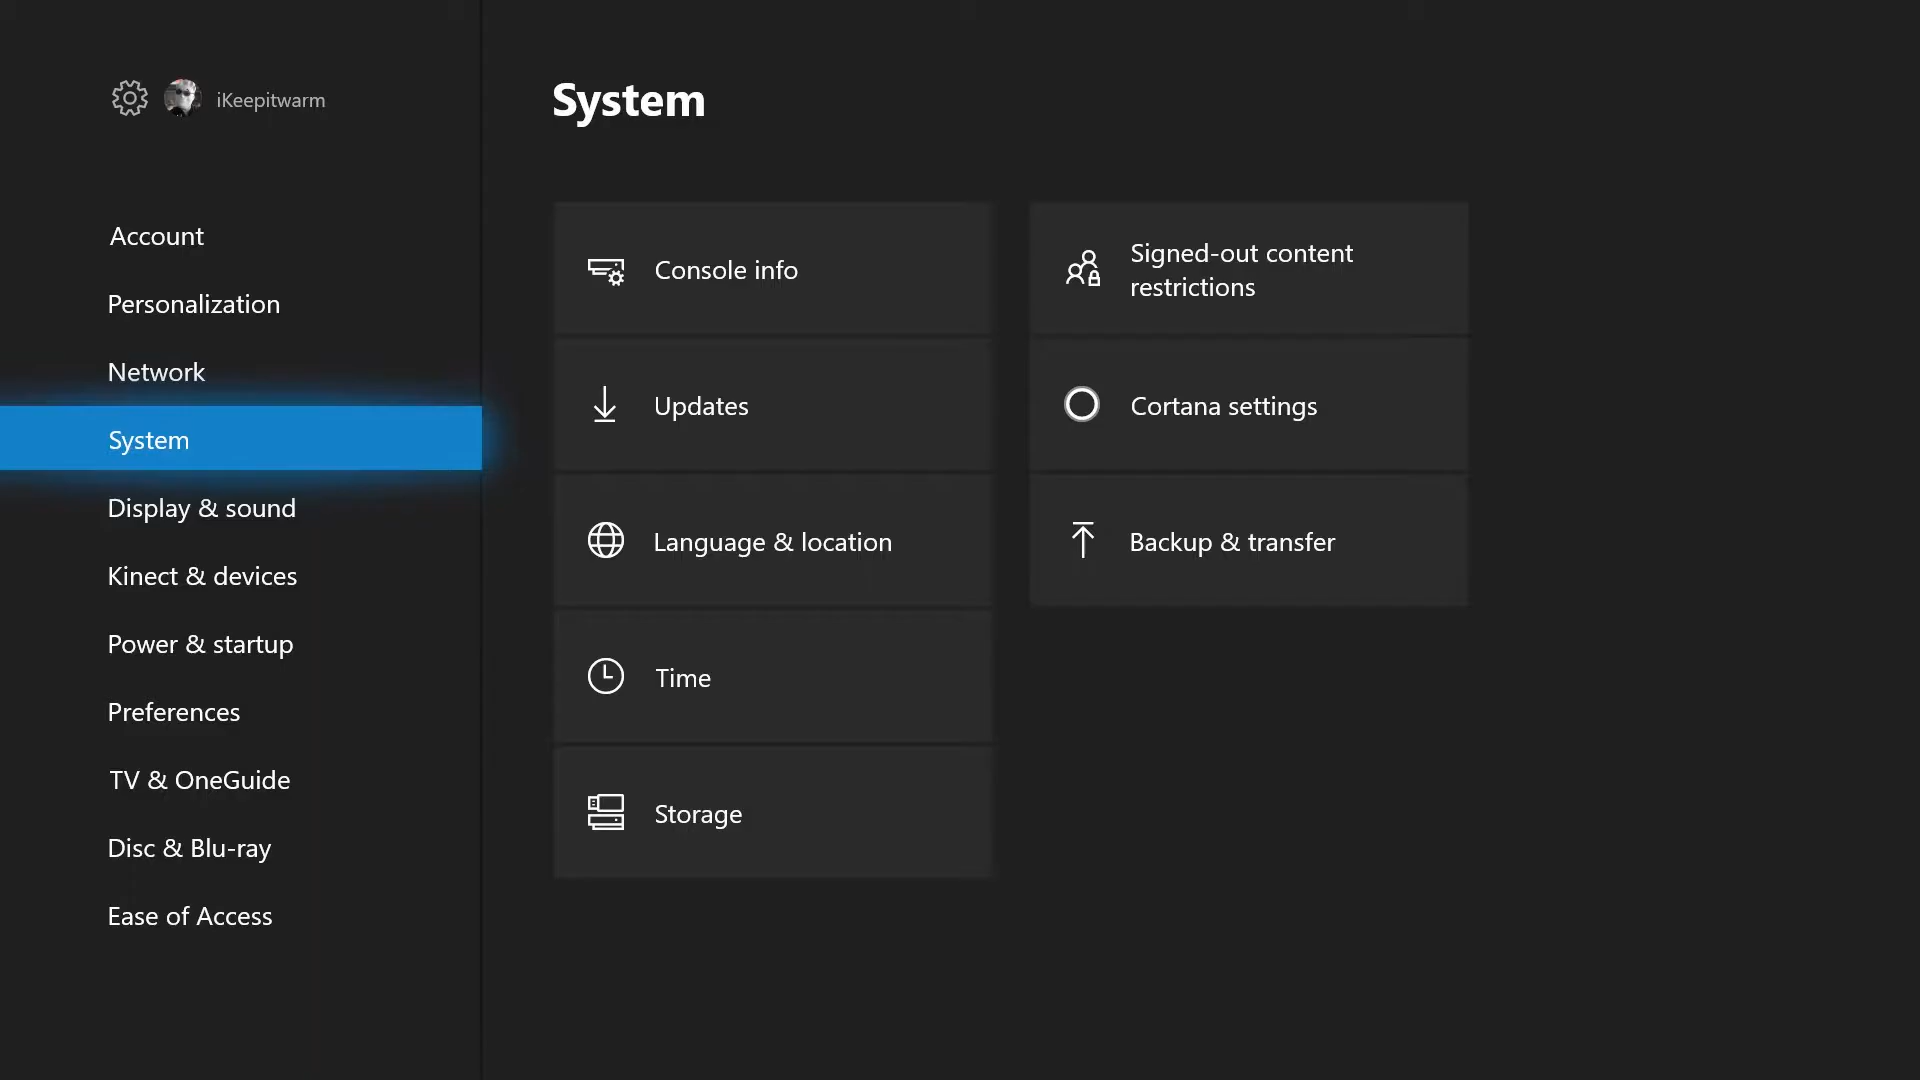 iKeepitwarm
Account
Personalization
Network
System
Display & sound
Kinect & devices
Power & startup
Preferences
TV & OneGuide
Disc & Blu-ray
Ease of Access
System
Console info
Updates
Language & location
Time
Storage
Signed-out content
restrictions
Cortana settings
Backup & transfer